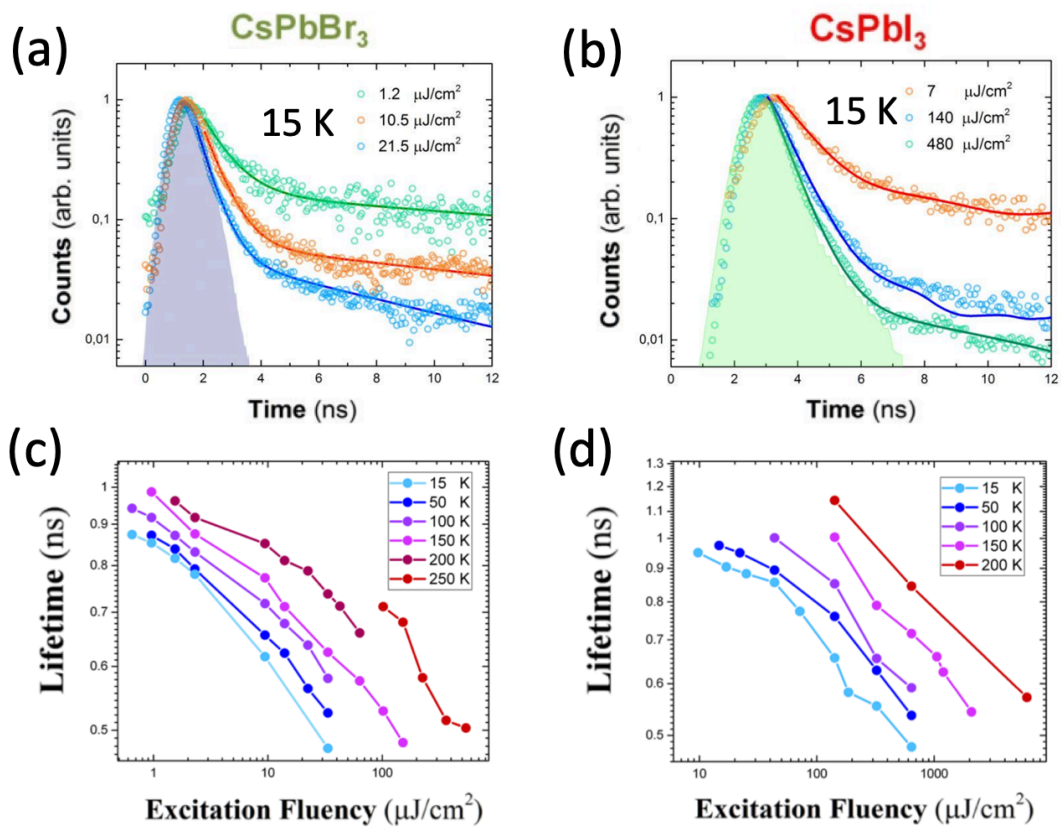 CsPbBr3
CsPbI3
(a)
1
0,1
0,01
Counts (arb. units)
15 K
1.2 μJ/cm2
10.5 μJ/cm2
21.5 μJ/cm2
0 2 4 6 8 10 12
Time (ns)
(b)
1
0,1
0,01
Counts (arb. units)
15 K
7 μJ/cm2
140 μJ/cm2
480 μJ/cm2
0 2 4 6 8 10 12
Time (ns)
(c)
1
0.9
0.8
0.7
0.6
0.5
Lifetime (ns)
15 K
50 K
100 K
150 K
200 K
250 K
1 10 100
Excitation Fluency (μJ/cm2)
(d)
1.3
1.2
1.1
1
0.9
0.8
0.7
0.6
0.5
Lifetime (ns)
15 K
50 K
100 K
150 K
200 K
10 100 1000
Excitation Fluency (μJ/cm2)